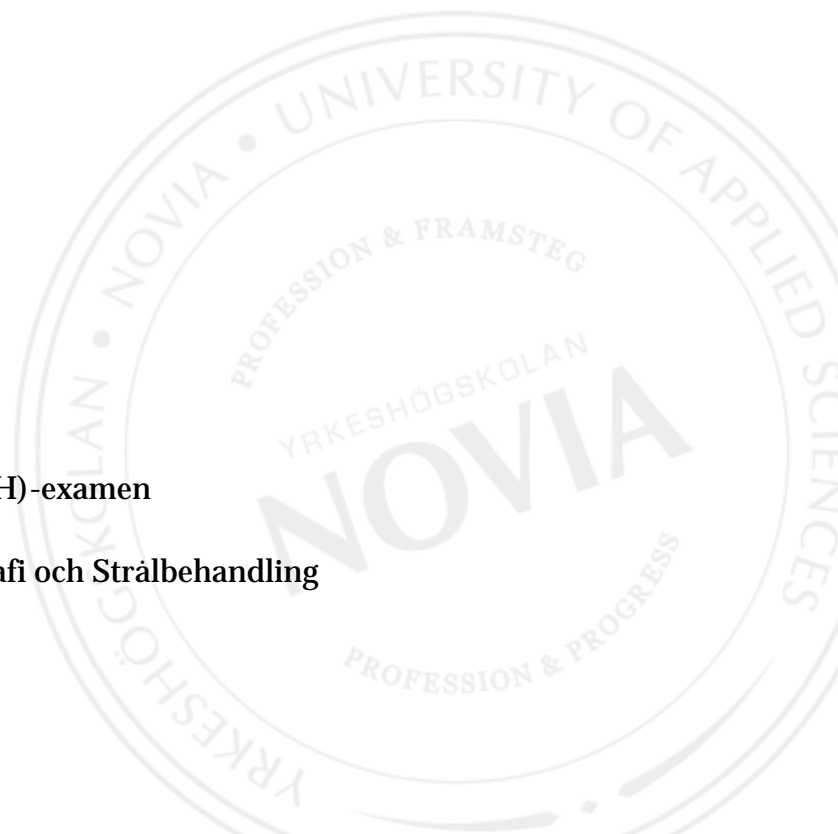 UNIVERSITY OF APPLIED SCIENCES
YRKESHÖGSKOLAN • NOVIA •
PROFESSION & FRAMSTEG
YRKESHÖGSKOLAN
NOVIA
PROFESSION & PROGRESS
H)-examen
afi och Strålbehandling